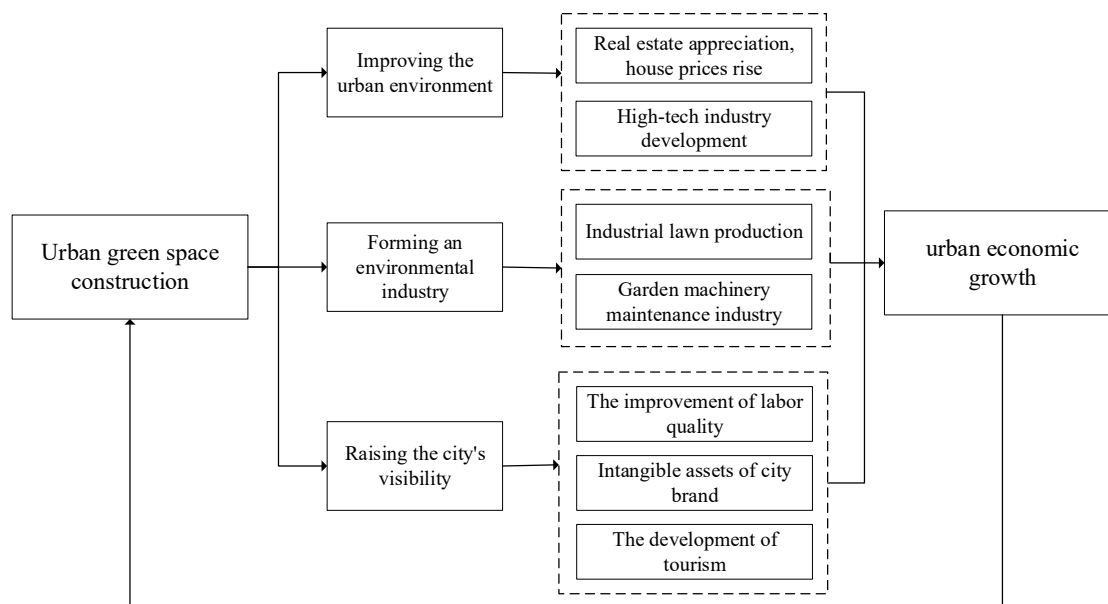 Urban green space
construction
Improving the
urban environment
Real estate appreciation,
house prices rise
High-tech industry
development
Forming an
environmental
industry
Industrial lawn production
Garden machinery
maintenance industry
Raising the city's
visibility
The improvement of labor
quality
Intangible assets of city
brand
The development of
tourism
urban economic
growth